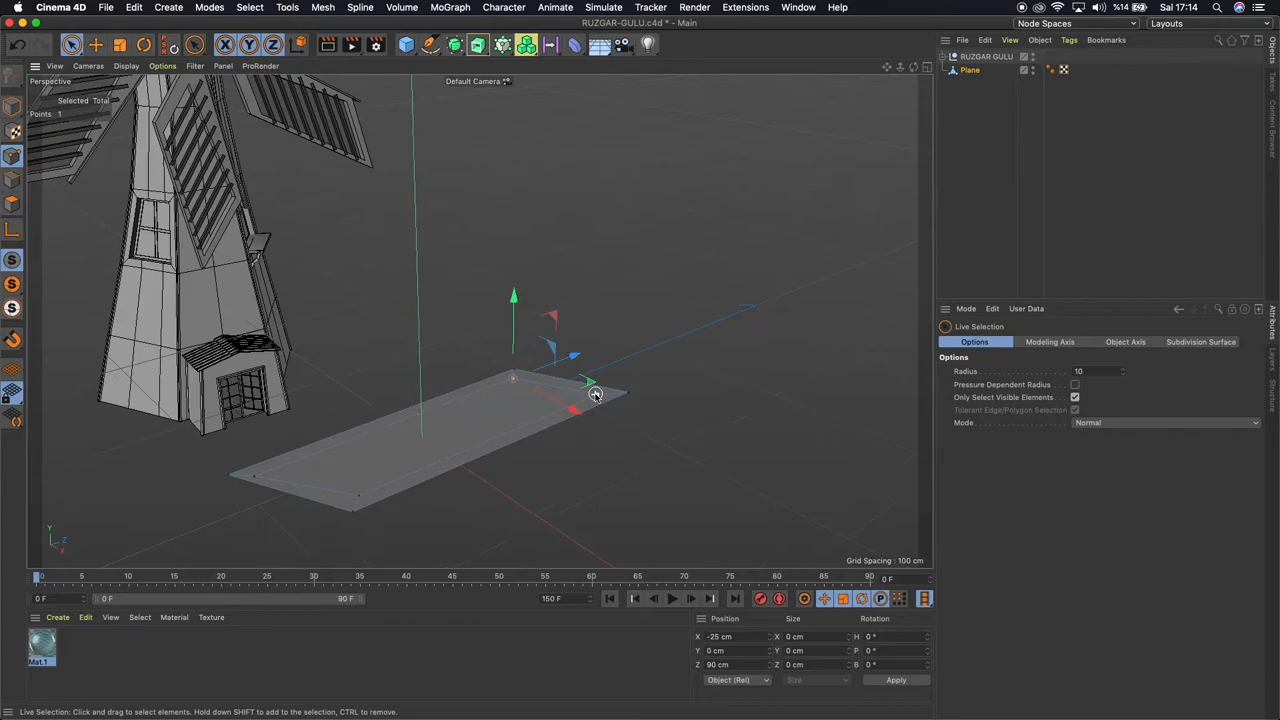 Cinema 4D File Edit Create Modes Select Tools Mesh Spline Volume MoGraph Character Animate Simulate Tracker Render Extensions Window Help %14 Sat 17:14
RUZGAR-GULU.c4d * - Main
Node Spaces: Layouts
X Y Z
View Cameras Display Options Filter Panel ProRender
Perspective
Default Camera
Selected Total
Points 1
Y
Z
X
Grid Spacing : 100 cm
File Edit View Object Tags Bookmarks
RUZGAR GULU
Plane
Objects
Takes
Content Browser
Mode Edit User Data
Live Selection
Options Modeling Axis Object Axis Subdivision Surface
Options
Radius 10
Pressure Dependent Radius
Only Select Visible Elements
Tolerant Edge/Polygon Selection
Mode Normal
Attributes
Layers
Structure
0 5 10 15 20 25 30 35 40 45 50 55 60 65 70 75 80 85 90 0 F
0 F 0 F 90 F 150 F
Create Edit View Select Material Texture
Mat.1
Position Size Rotation
X -25 cm X 0 cm H 0 °
Y 0 cm Y 0 cm P 0 °
Z 90 cm Z 0 cm B 0 °
Object (Rel) Size Apply
Live Selection: Click and drag to select elements. Hold down SHIFT to add to the selection, CTRL to remove.